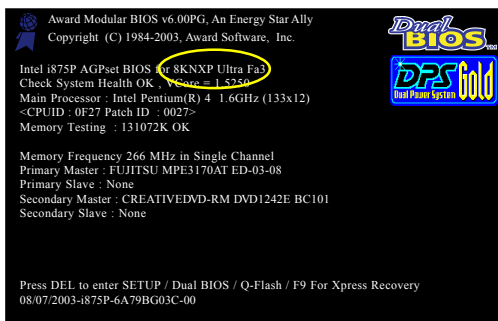 Award Modular BIOS v6.00PG, An Energy Star Ally
Copyright (C) 1984-2003, Award Software, Inc.
Dual
BIOS
TM
Intel i875P AGPset BIOS for 8KNXP Ultra Fa3
Check System Health OK , VCore = 1.5250
Main Processor : Intel Pentium(R) 4 1.6GHz (133x12)
<CPUID : 0F27 Patch ID : 0027>
Memory Testing : 131072K OK
DPS Gold
Dual Power System
Memory Frequency 266 MHz in Single Channel
Primary Master : FUJITSU MPE3170AT ED-03-08
Primary Slave : None
Secondary Master : CREATIVEDVD-RM DVD1242E BC101
Secondary Slave : None
Press DEL to enter SETUP / Dual BIOS / Q-Flash / F9 For Xpress Recovery
08/07/2003-i875P-6A79BG03C-00